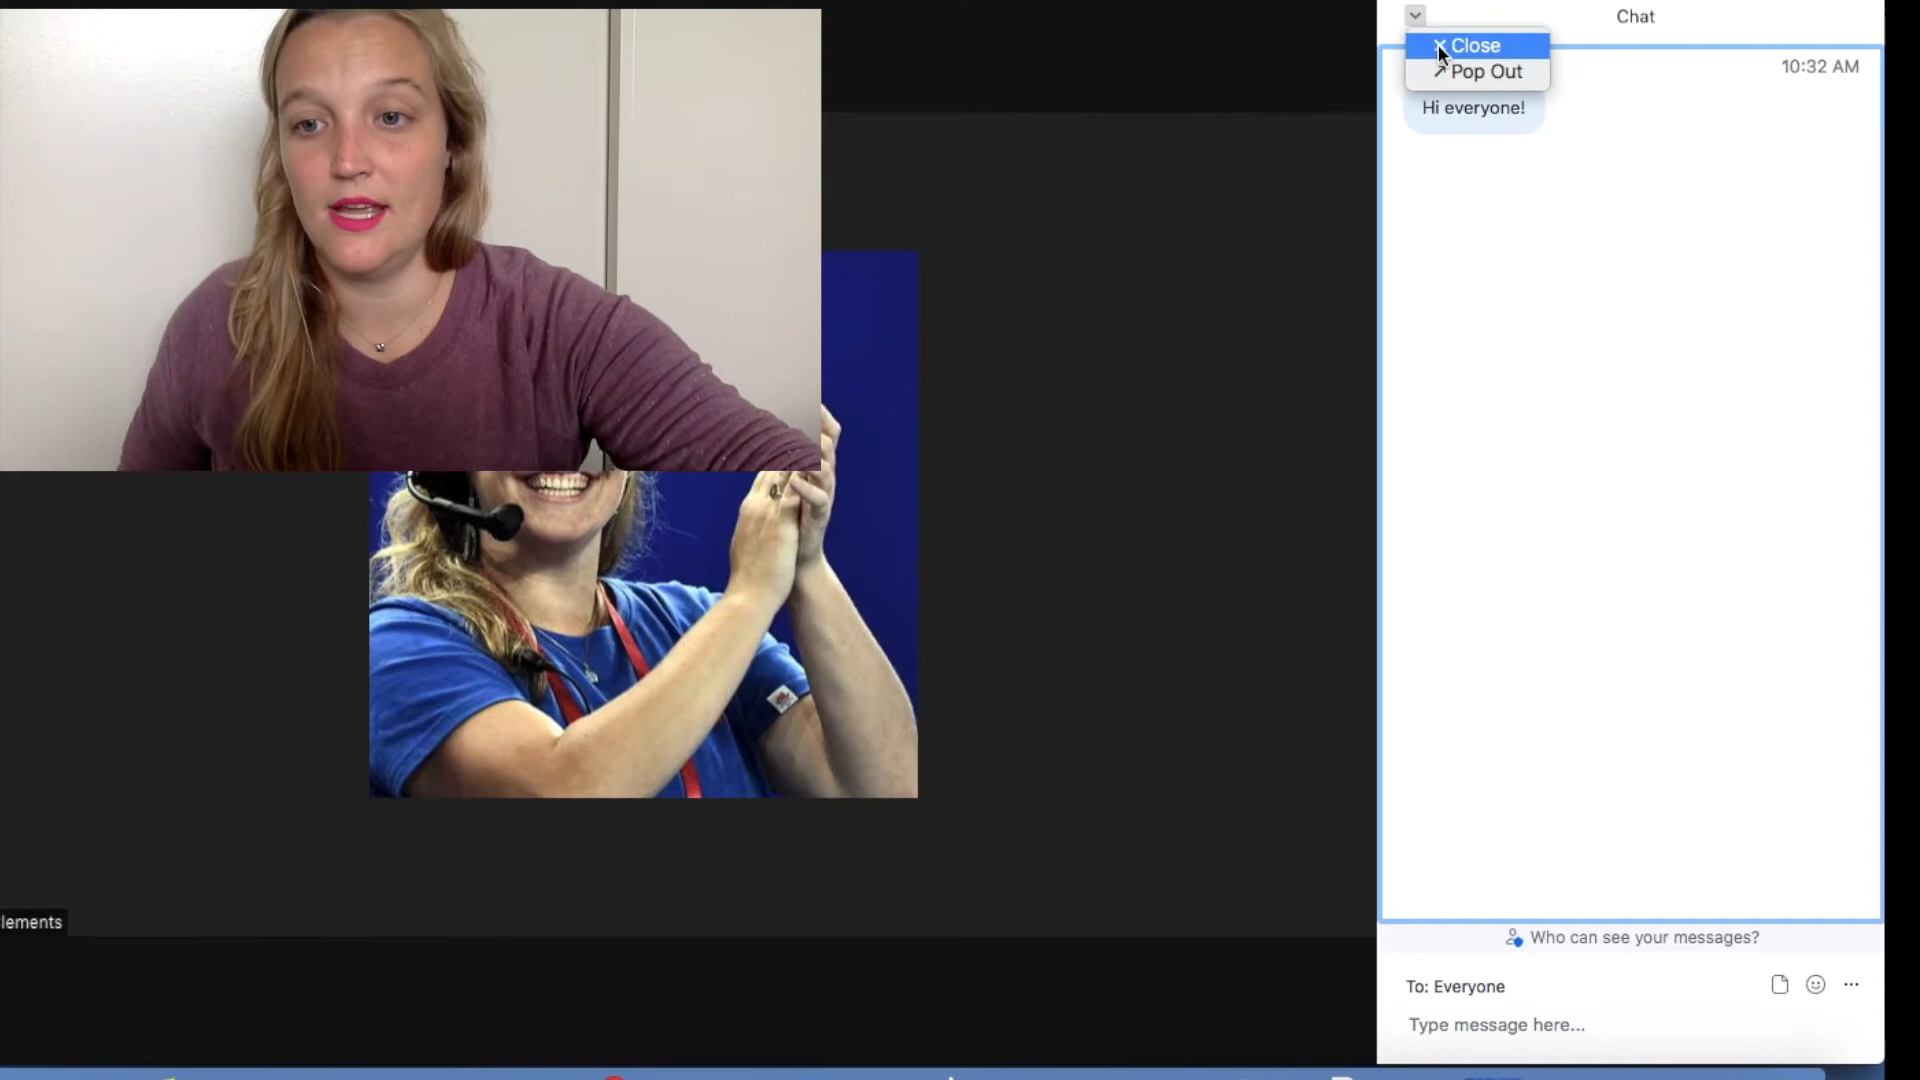 Chat
Close
Pop Out
10:32 AM
Hi everyone!
lements
Who can see your messages?
To: Everyone
Type message here...